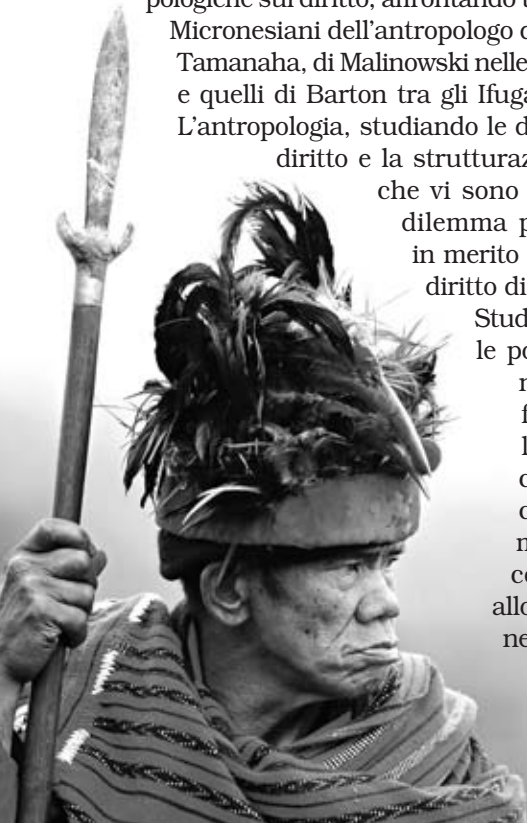 pologiche sul diritto, affrontando
Micronesiani dell'antropologo
Tamanaha, di Malinowski nelle
e quelli di Barton tra gli Ifuga
L'antropologia, studiando le d
diritto e la strutturaz
che vi sono
dilemma p
in merito
diritto di
Stud
le po
allo
ne